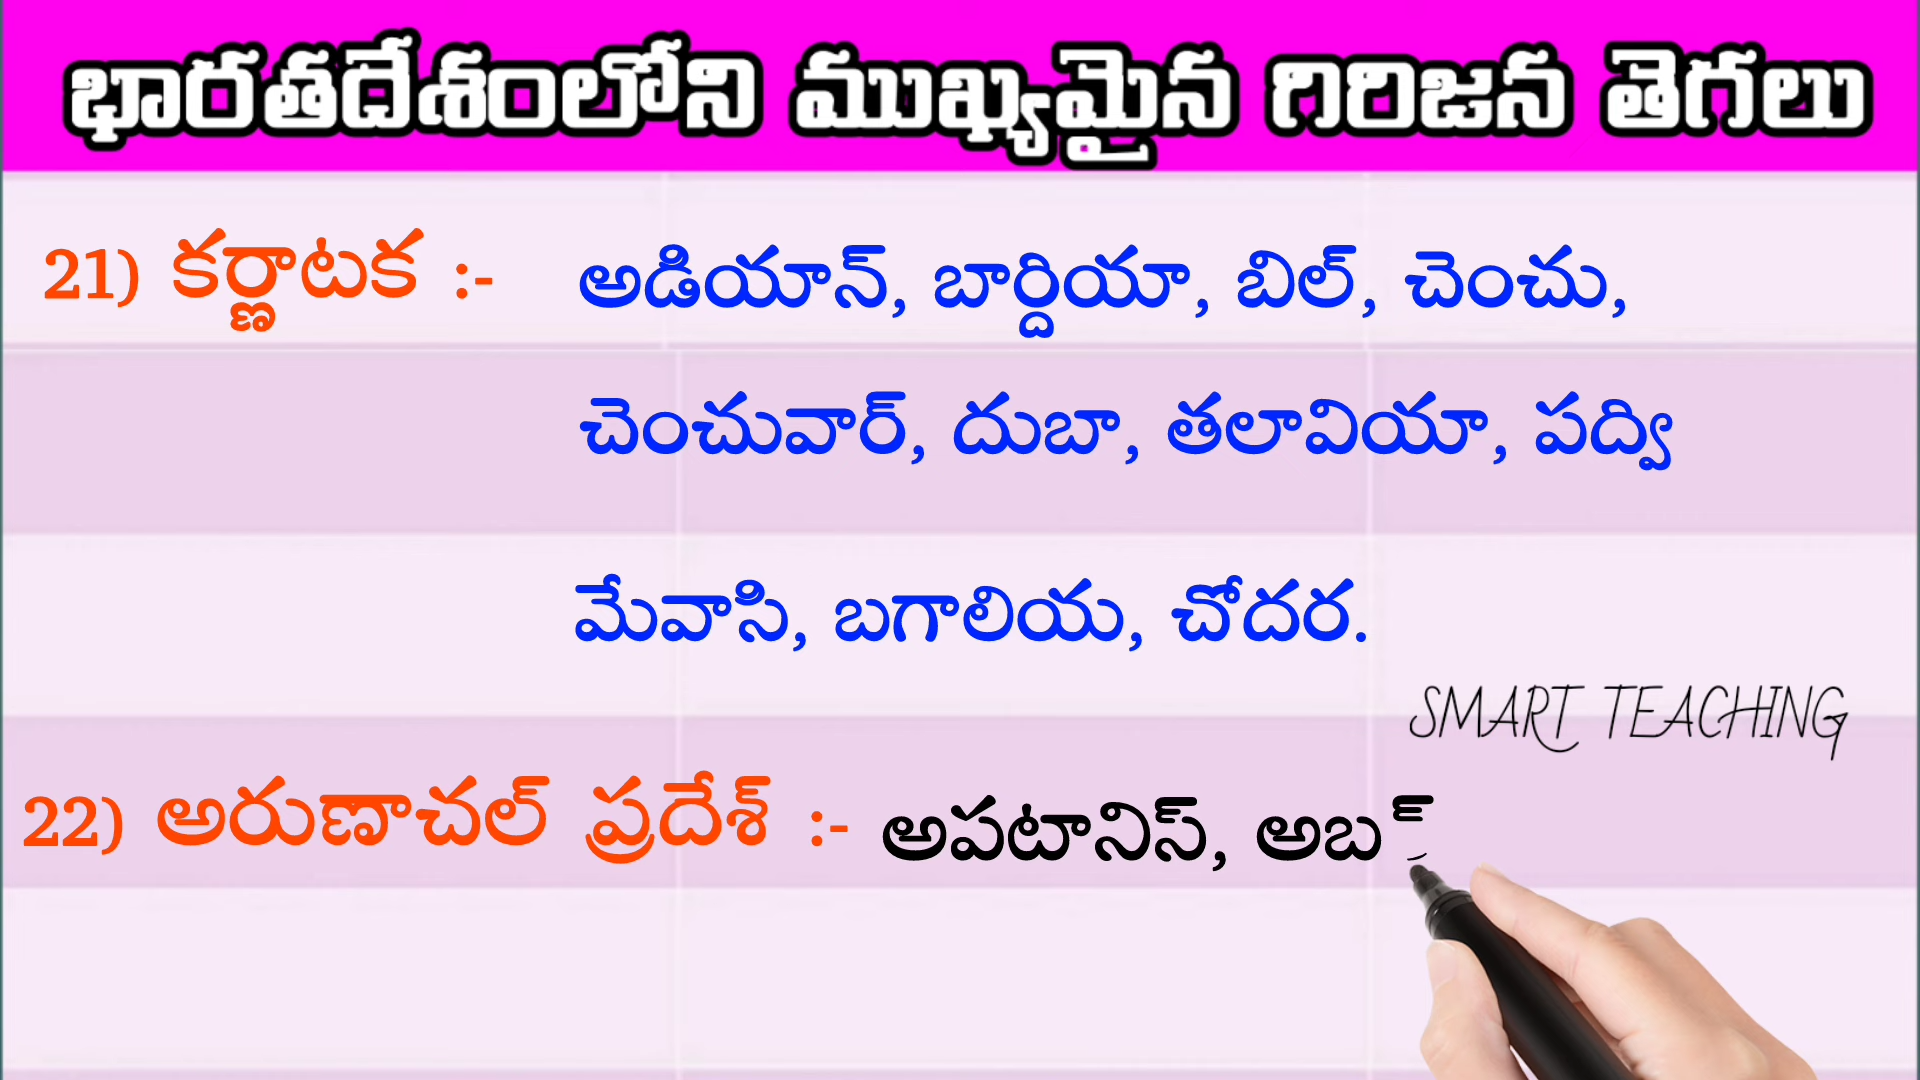 భారతదేశంలోని ముఖ్యమైన గిరిజన తెగలు
21) కర్ణాటక :- అడియాన్, బార్దియా, బిల్, చెంచు,
చెంచువార్, దుబా, తలావియా, పద్వి
మేవాసి, బగాలియ, చోదర.
SMART TEACHING
22) అరుణాచల్ ప్రదేశ్ :- అపటానిస్,